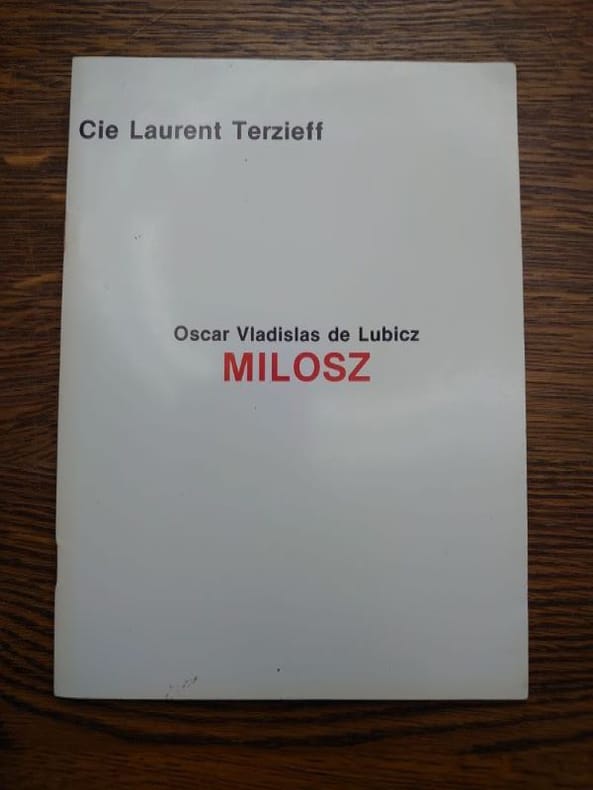 Cie Laurent Terzieff
Oscar Vladislas de Lubicz
MILOSZ